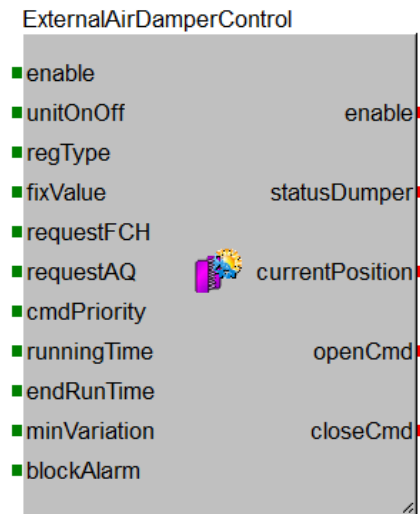 ExternalAirDamperControl
enable
unitOnOff enable
regType
fixValue statusDumper
requestFCH
requestAQ currentPosition
cmdPriority
runningTime openCmd
endRunTime
minVariation closeCmd
blockAlarm